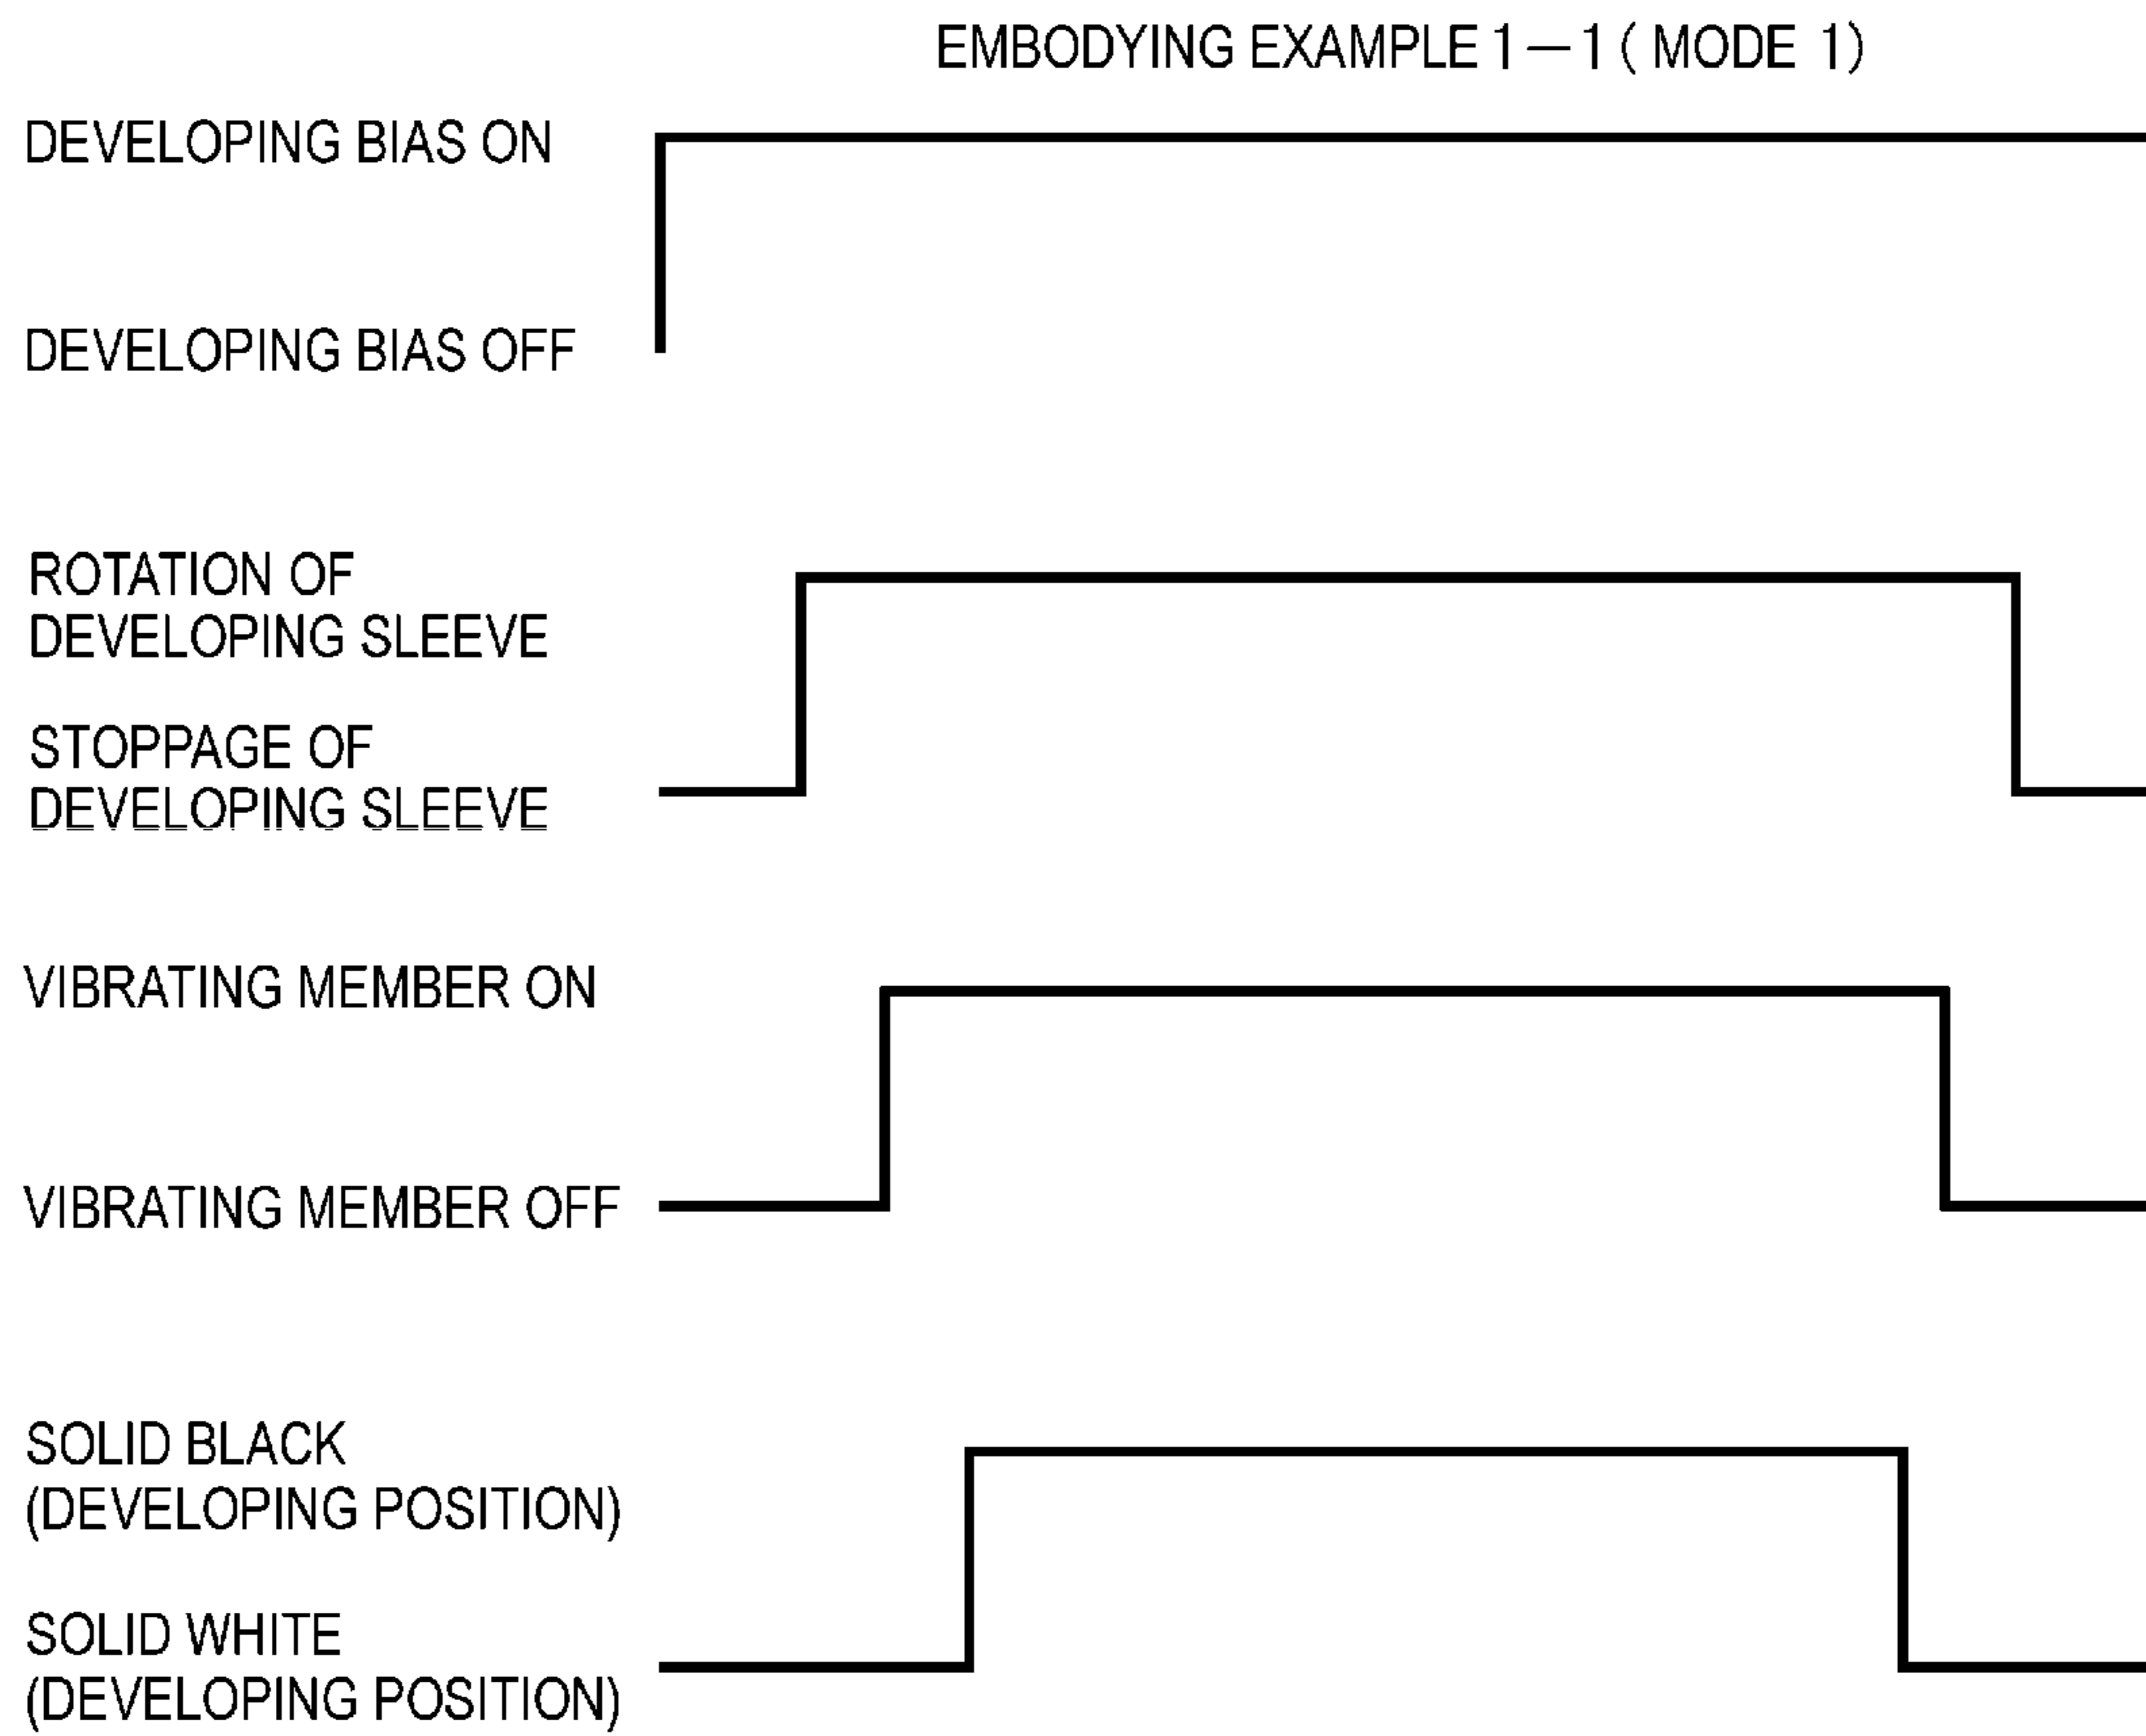 EMBODYING EXAMPLE 1—1 ( MODE 1)
DEVELOPING BIAS ON
DEVELOPING BIAS OFF
ROTATION OF
DEVELOPING SLEEVE
STOPPAGE OF
DEVELOPING SLEEVE
VIBRATING MEMBER ON
VIBRATING MEMBER OFF
SOLID BLACK
(DEVELOPING POSITION)
SOLID WHITE
(DEVELOPING POSITION)